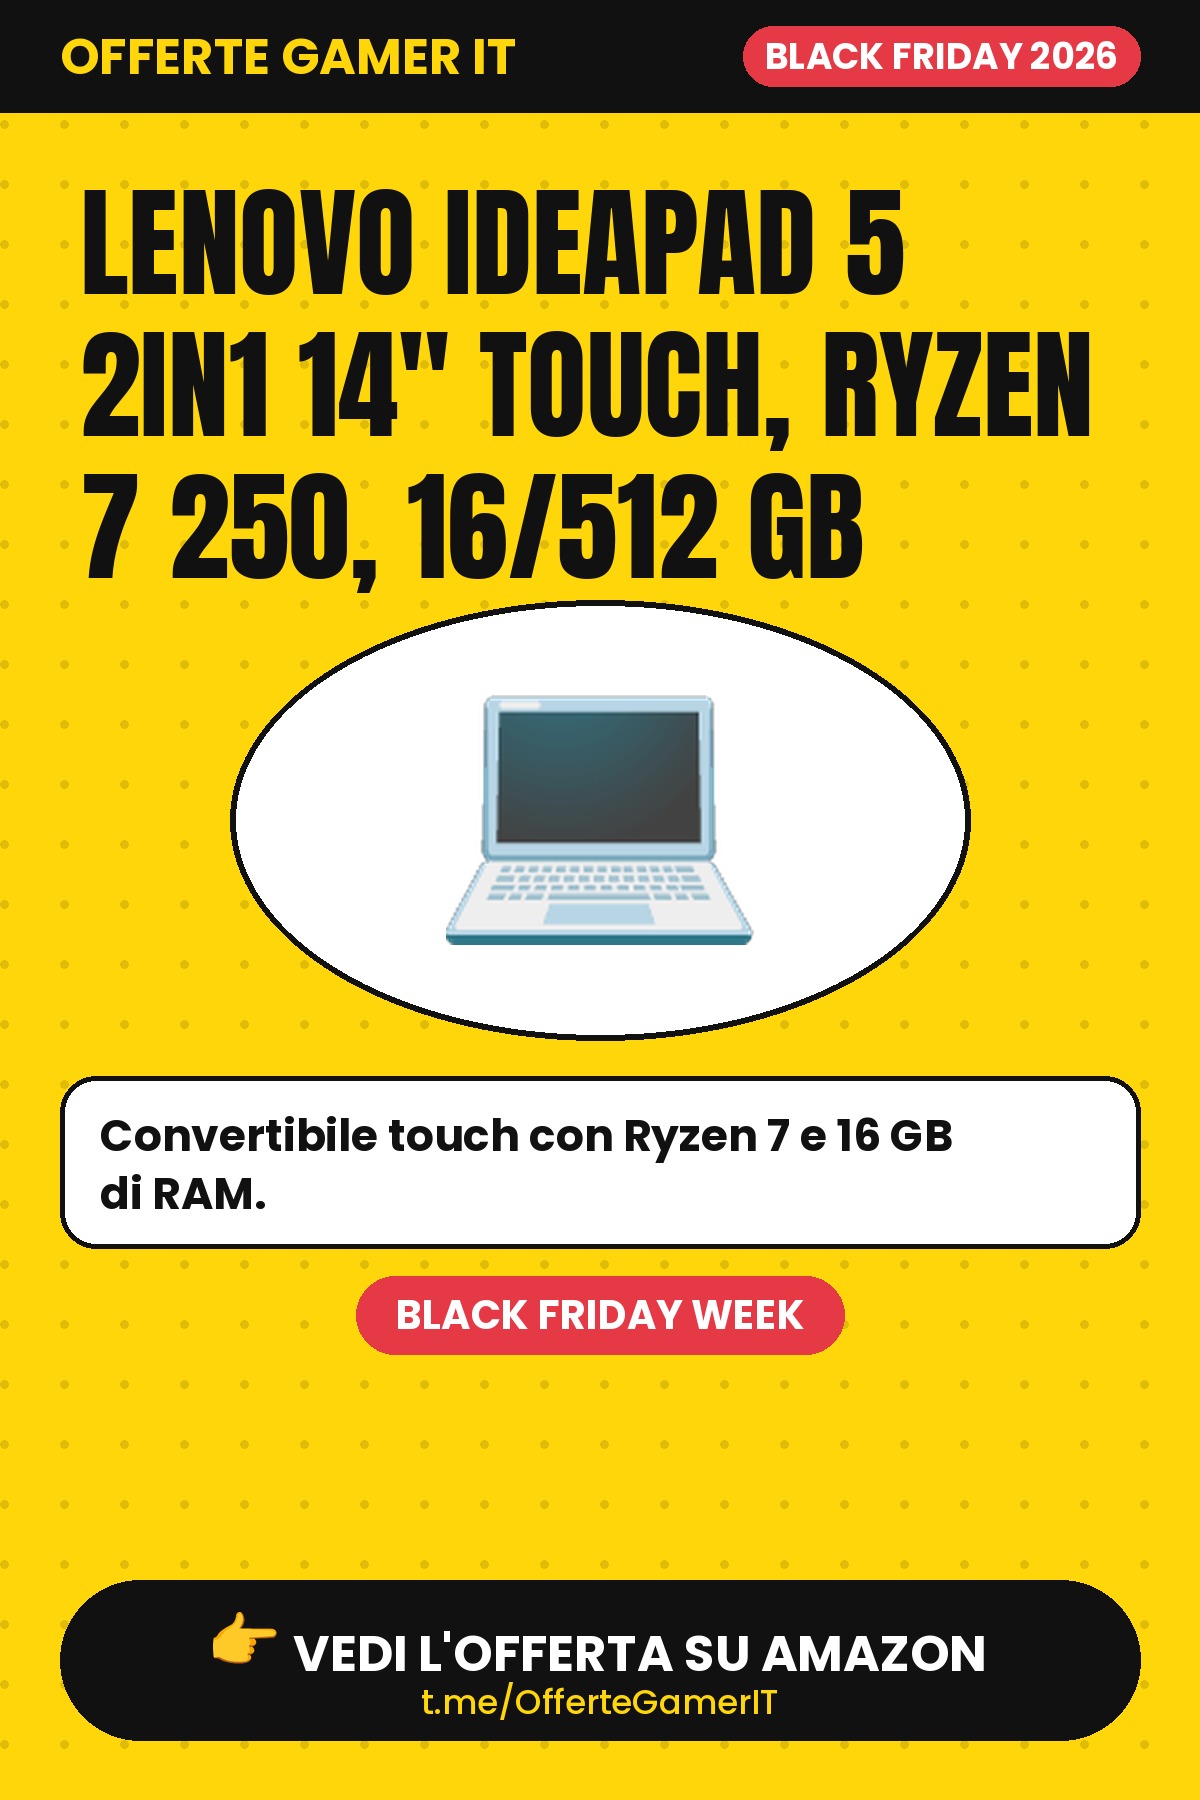 OFFERTE GAMER IT
BLACK FRIDAY 2026
LENOVO IDEAPAD 5
2IN1 14" TOUCH, RYZEN
7 250, 16/512 GB
Convertibile touch con Ryzen 7 e 16 GB
di RAM.
BLACK FRIDAY WEEK
👉 VEDI L'OFFERTA SU AMAZON
t.me/OfferteGamerIT